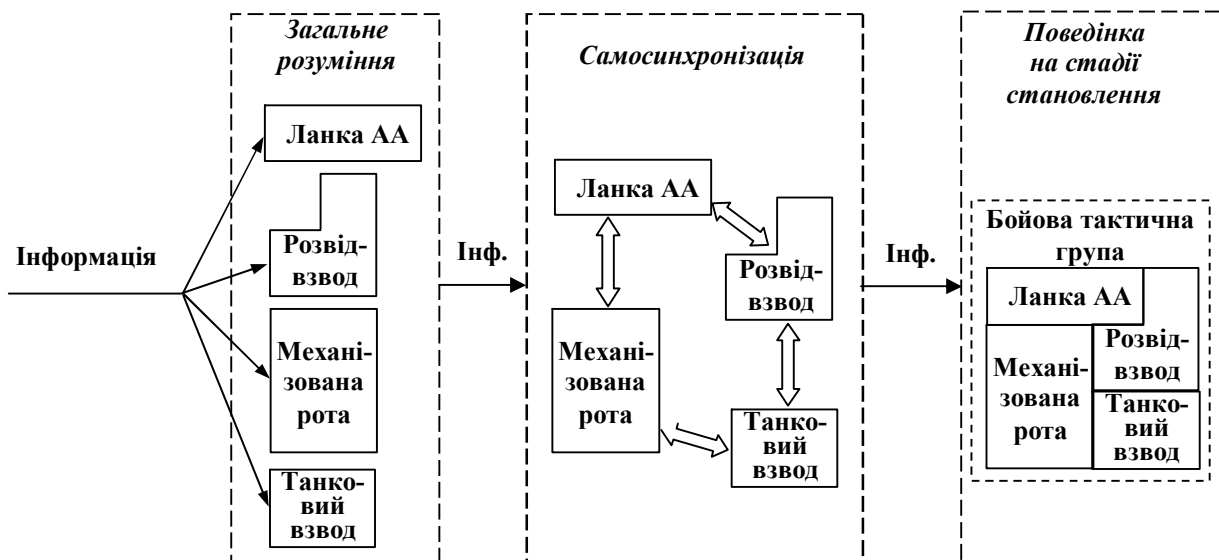 Загальне
розуміння
Самосинхронізація
Поведінка
на стадії
становлення
Інформація
Ланка АА
Розвід-
взвод
Механі-
зована
рота
Танко-
вий
взвод
Інф.
Ланка АА
Розвід-
взвод
Механі-
зована
рота
Танко-
вий
взвод
Інф.
Бойова тактична
група
Ланка АА
Розвід-
взвод
Механі-
зована
рота
Танко-
вий
взвод